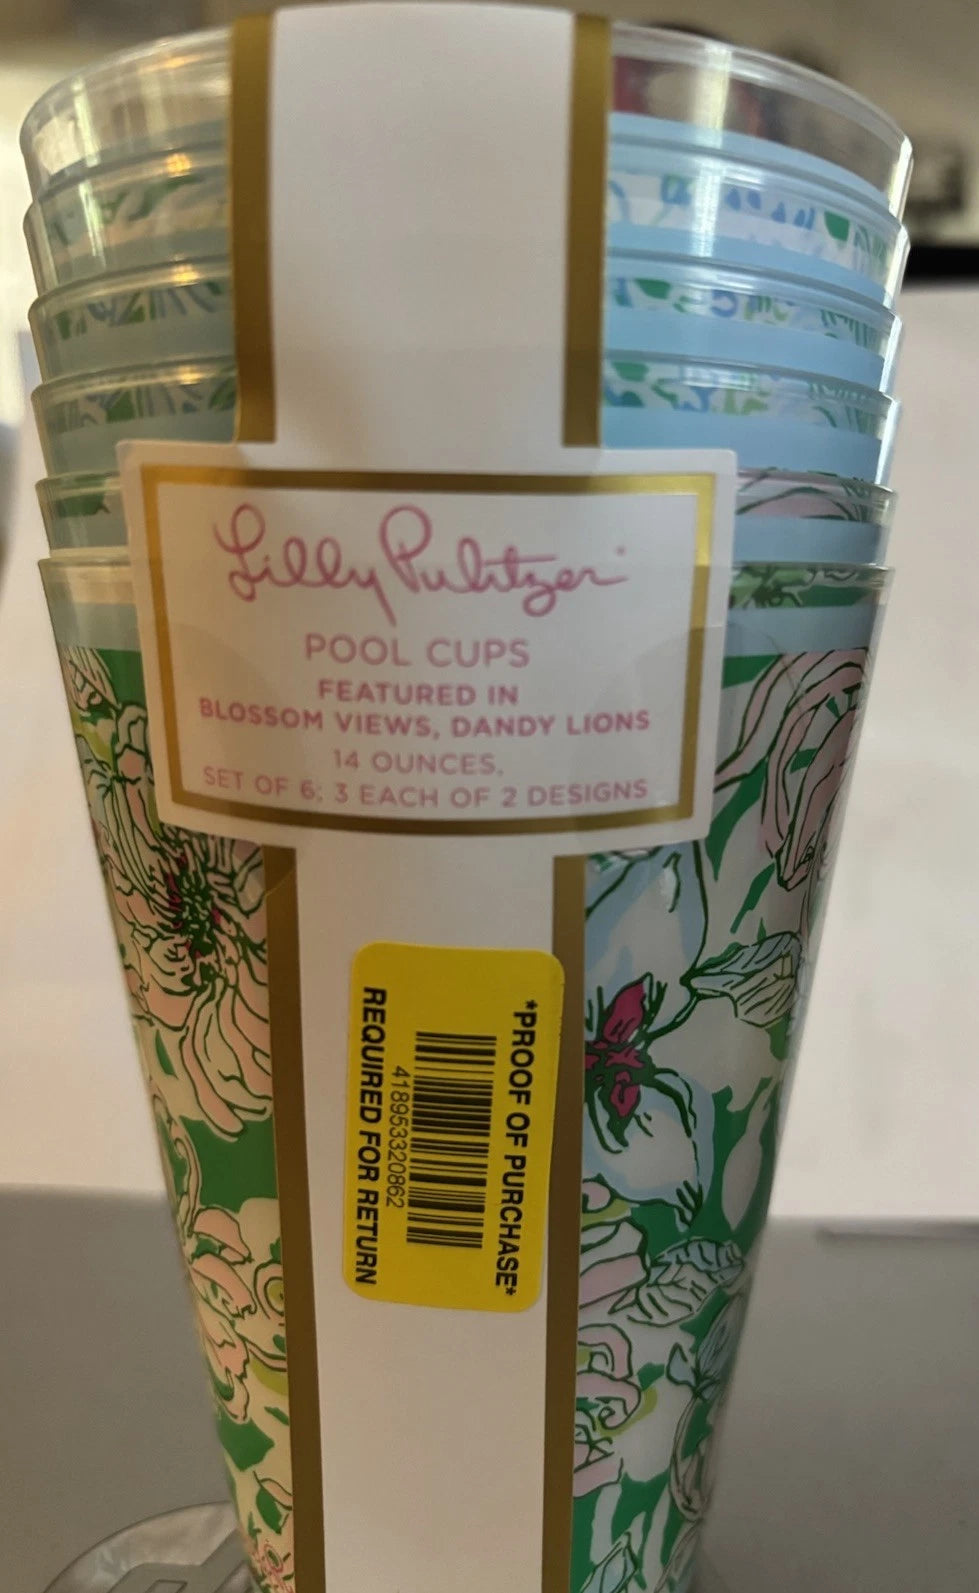 Lilly Pulitzer
POOL CUPS
FEATURED IN
BLOSSOM VIEWS, DANDY LIONS
14 OUNCES,
SET OF 6; 3 EACH OF 2 DESIGNS
*PROOF OF PURCHASE*
418953320862
REQUIRED FOR RETURN